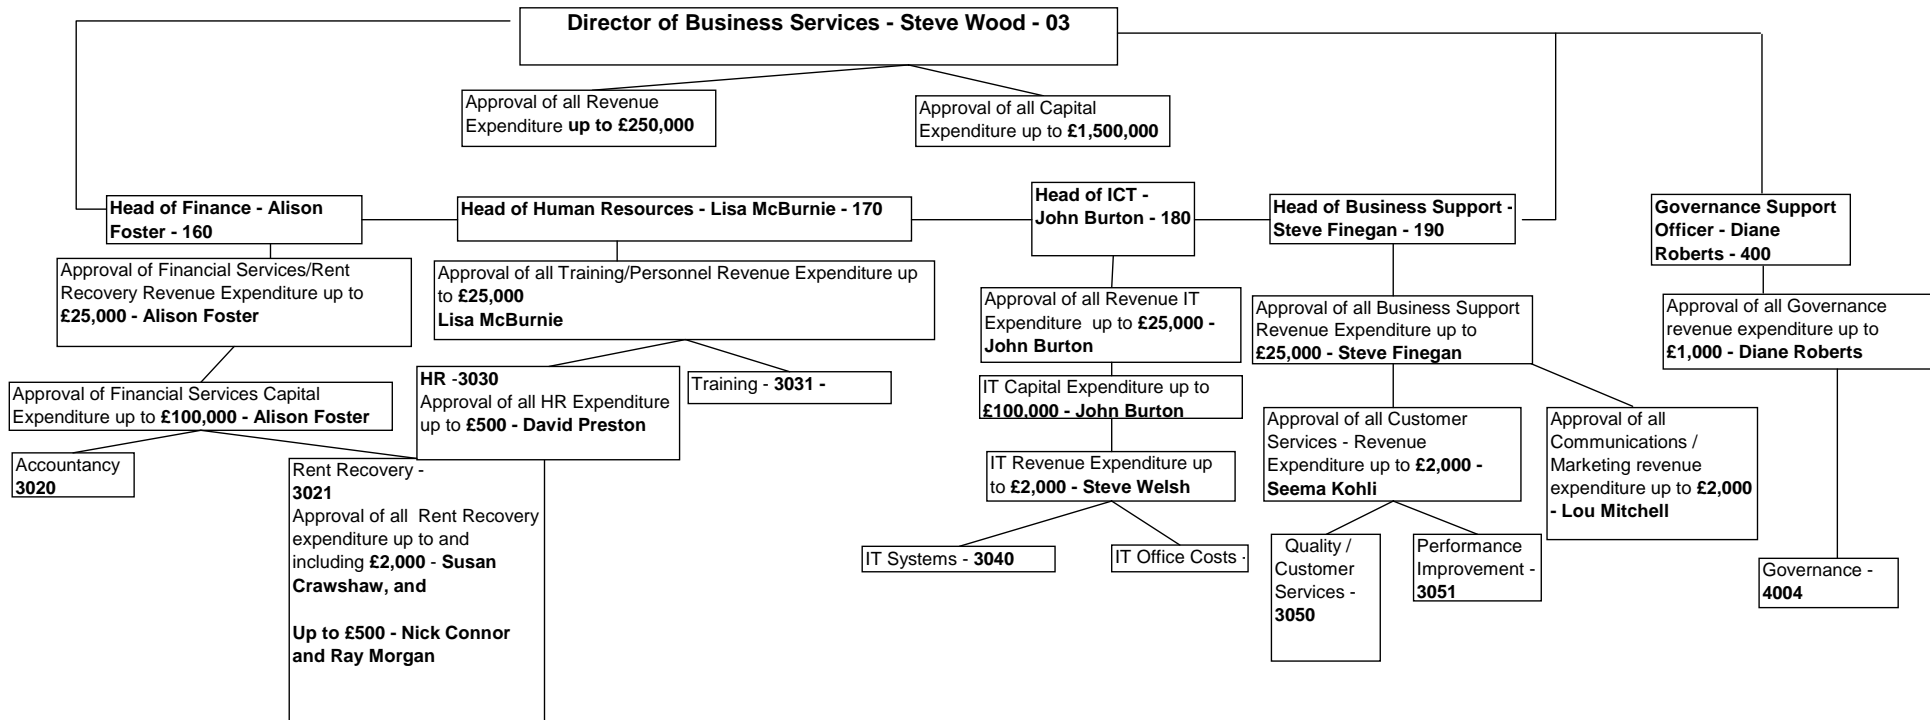 Director of Business Services - Steve Wood - 03
Approval of all Revenue
Expenditure up to £250,000
Approval of all Capital
Expenditure up to £1,500,000
Head of Finance - Alison
Foster - 160
Head of Human Resources - Lisa McBurnie - 170
Head of ICT -
John Burton - 180
Head of Business Support -
Steve Finegan - 190
Governance Support
Officer - Diane
Roberts - 400
Approval of Financial Services/Rent
Recovery Revenue Expenditure up to
£25,000 - Alison Foster
Approval of all Training/Personnel Revenue Expenditure up
to £25,000
Lisa McBurnie
Approval of all Revenue IT
Expenditure up to £25,000 -
John Burton
Approval of all Business Support
Revenue Expenditure up to
£25,000 - Steve Finegan
Approval of all Governance
revenue expenditure up to
£1,000 - Diane Roberts
Approval of Financial Services Capital
Expenditure up to £100,000 - Alison Foster
HR -3030
Approval of all HR Expenditure
up to £500 - David Preston
Training - 3031 -
IT Capital Expenditure up to
£100,000 - John Burton
Approval of all Customer
Services - Revenue
Expenditure up to £2,000 -
Seema Kohli
Approval of all
Communications /
Marketing revenue
expenditure up to £2,000
- Lou Mitchell
Accountancy
3020
Rent Recovery -
3021
Approval of all Rent Recovery
expenditure up to and
including £2,000 - Susan
Crawshaw, and
Up to £500 - Nick Connor
and Ray Morgan
IT Revenue Expenditure up
to £2,000 - Steve Welsh
IT Systems - 3040
IT Office Costs -
Quality /
Customer
Services -
3050
Performance
Improvement -
3051
Governance -
4004